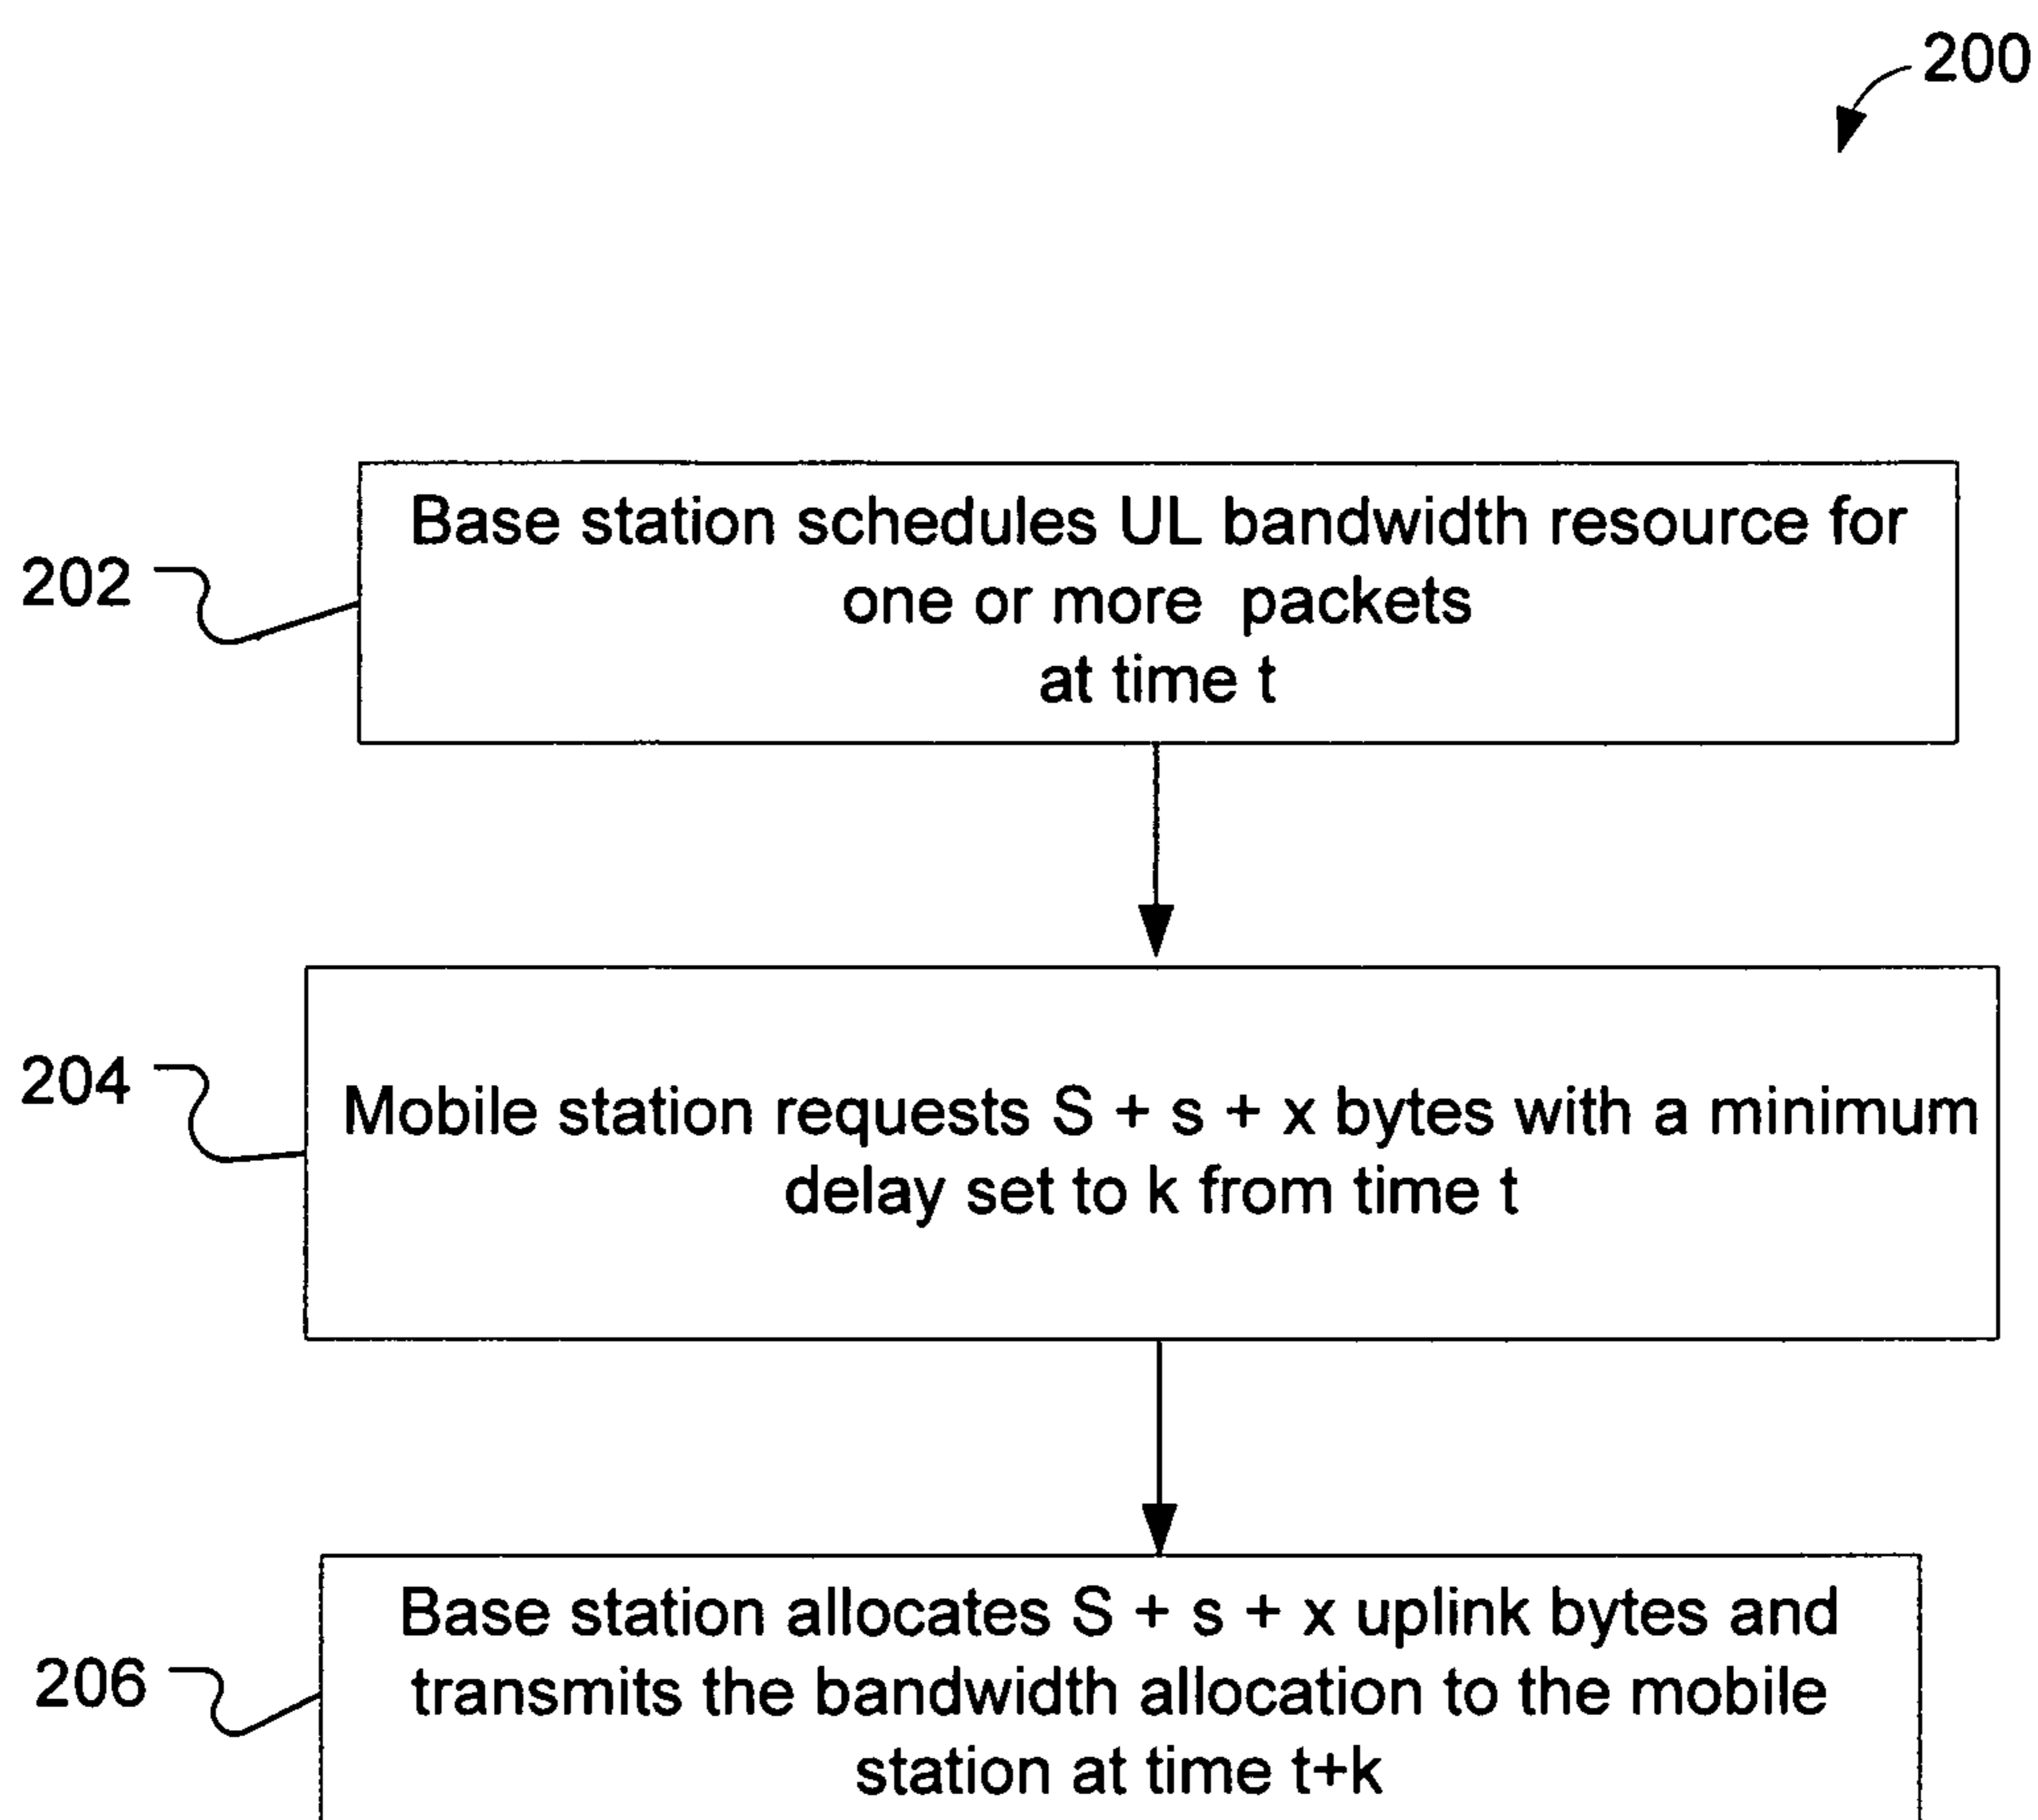 200
202
Base station schedules UL bandwidth resource for
one or more packets
at time t
204
Mobile station requests S + s + x bytes with a minimum
delay set to k from time t
206
Base station allocates S + s + x uplink bytes and
transmits the bandwidth allocation to the mobile
station at time t+k